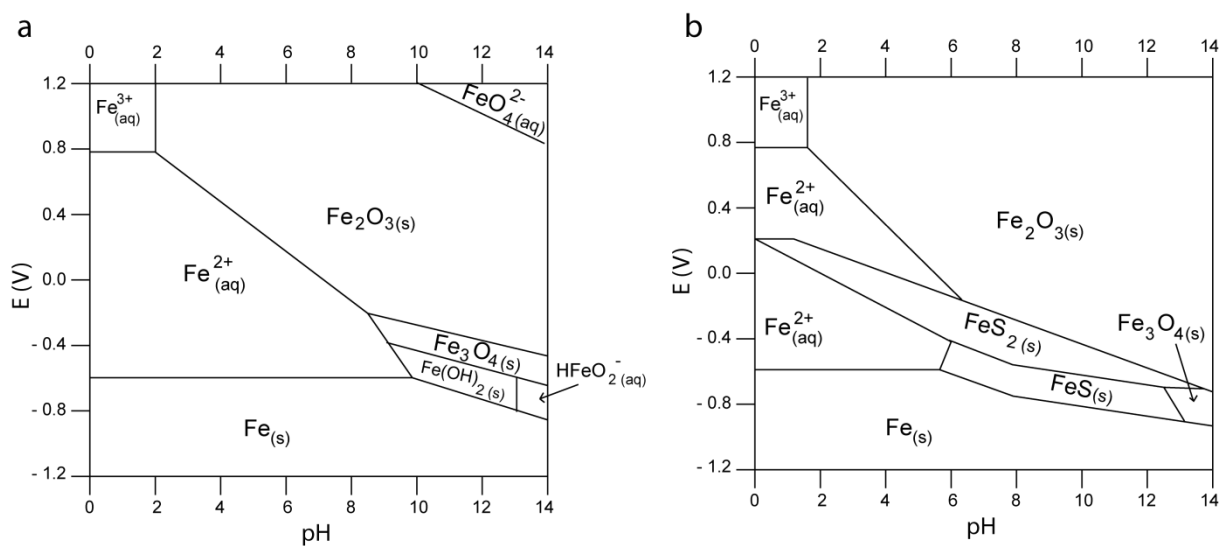 a
0 2 4 6 8 10 12 14
1.2
0.8
0.4
0.0
- 0.4
- 0.8
- 1.2
E (V)
Fe3+(aq)
FeO42-(aq)
Fe2O3(s)
Fe2+(aq)
Fe3O4(s)
Fe(OH)2(s)
HFeO2-(aq)
Fe(s)
0 2 4 6 8 10 12 14
pH
b
0 2 4 6 8 10 12 14
1.2
0.8
0.4
0.0
- 0.4
- 0.8
- 1.2
E (V)
Fe3+(aq)
Fe2+(aq)
Fe2O3(s)
Fe2+(aq)
FeS2(s)
Fe3O4(s)
FeS(s)
Fe(s)
0 2 4 6 8 10 12 14
pH